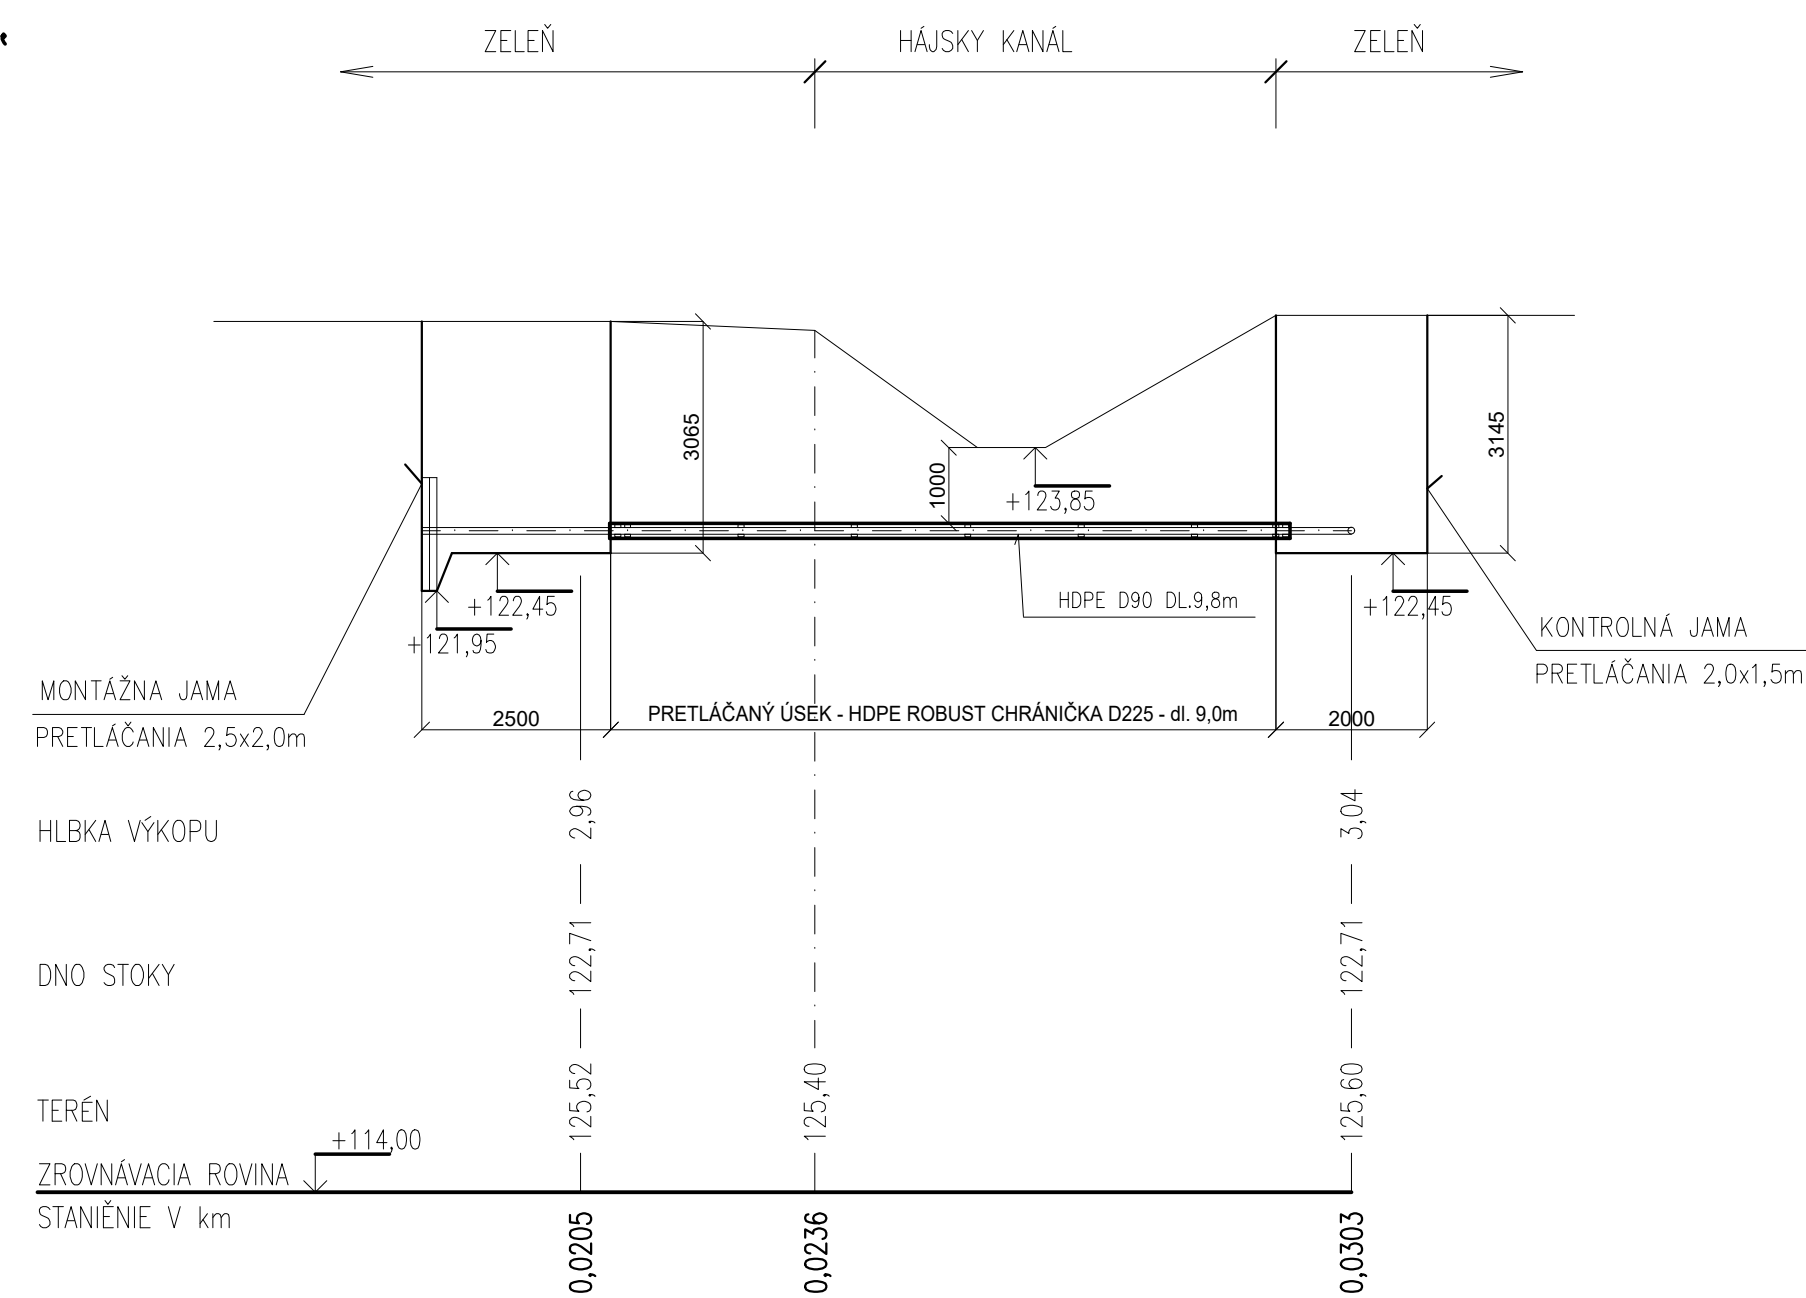 ZELEŇ
HÁJSKY KANÁL
ZELEŇ
3065
1000
+123,85
3145
HDPE D90 DL.9,8m
+122,45
+121,95
+122,45
KONTROLNÁ JAMA
PRETLÁČANIA 2,0x1,5m
MONTÁŽNA JAMA
PRETLÁČANIA 2,5x2,0m
2500
PRETLÁČANÝ ÚSEK - HDPE ROBUST CHRÁNIČKA D225 - dl. 9,0m
2000
HLBKA VÝKOPU
2,96
3,04
DNO STOKY
122,71
122,71
TERÉN
125,52
125,40
125,60
+114,00
ZROVNÁVACIA ROVINA
STANIĚNIE V km
0,0205
0,0236
0,0303